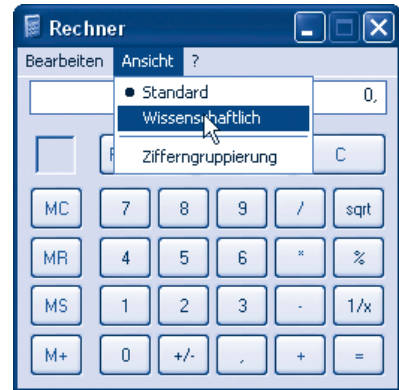 Rechner
Bearbeiten Ansicht ?
Standard
0,
Wissenschaftlich
Zifferngruppierung
C
MC 7 8 9 / sqrt
MR 4 5 6 * %
MS 1 2 3 - 1/x
M+ 0 +/- , + =